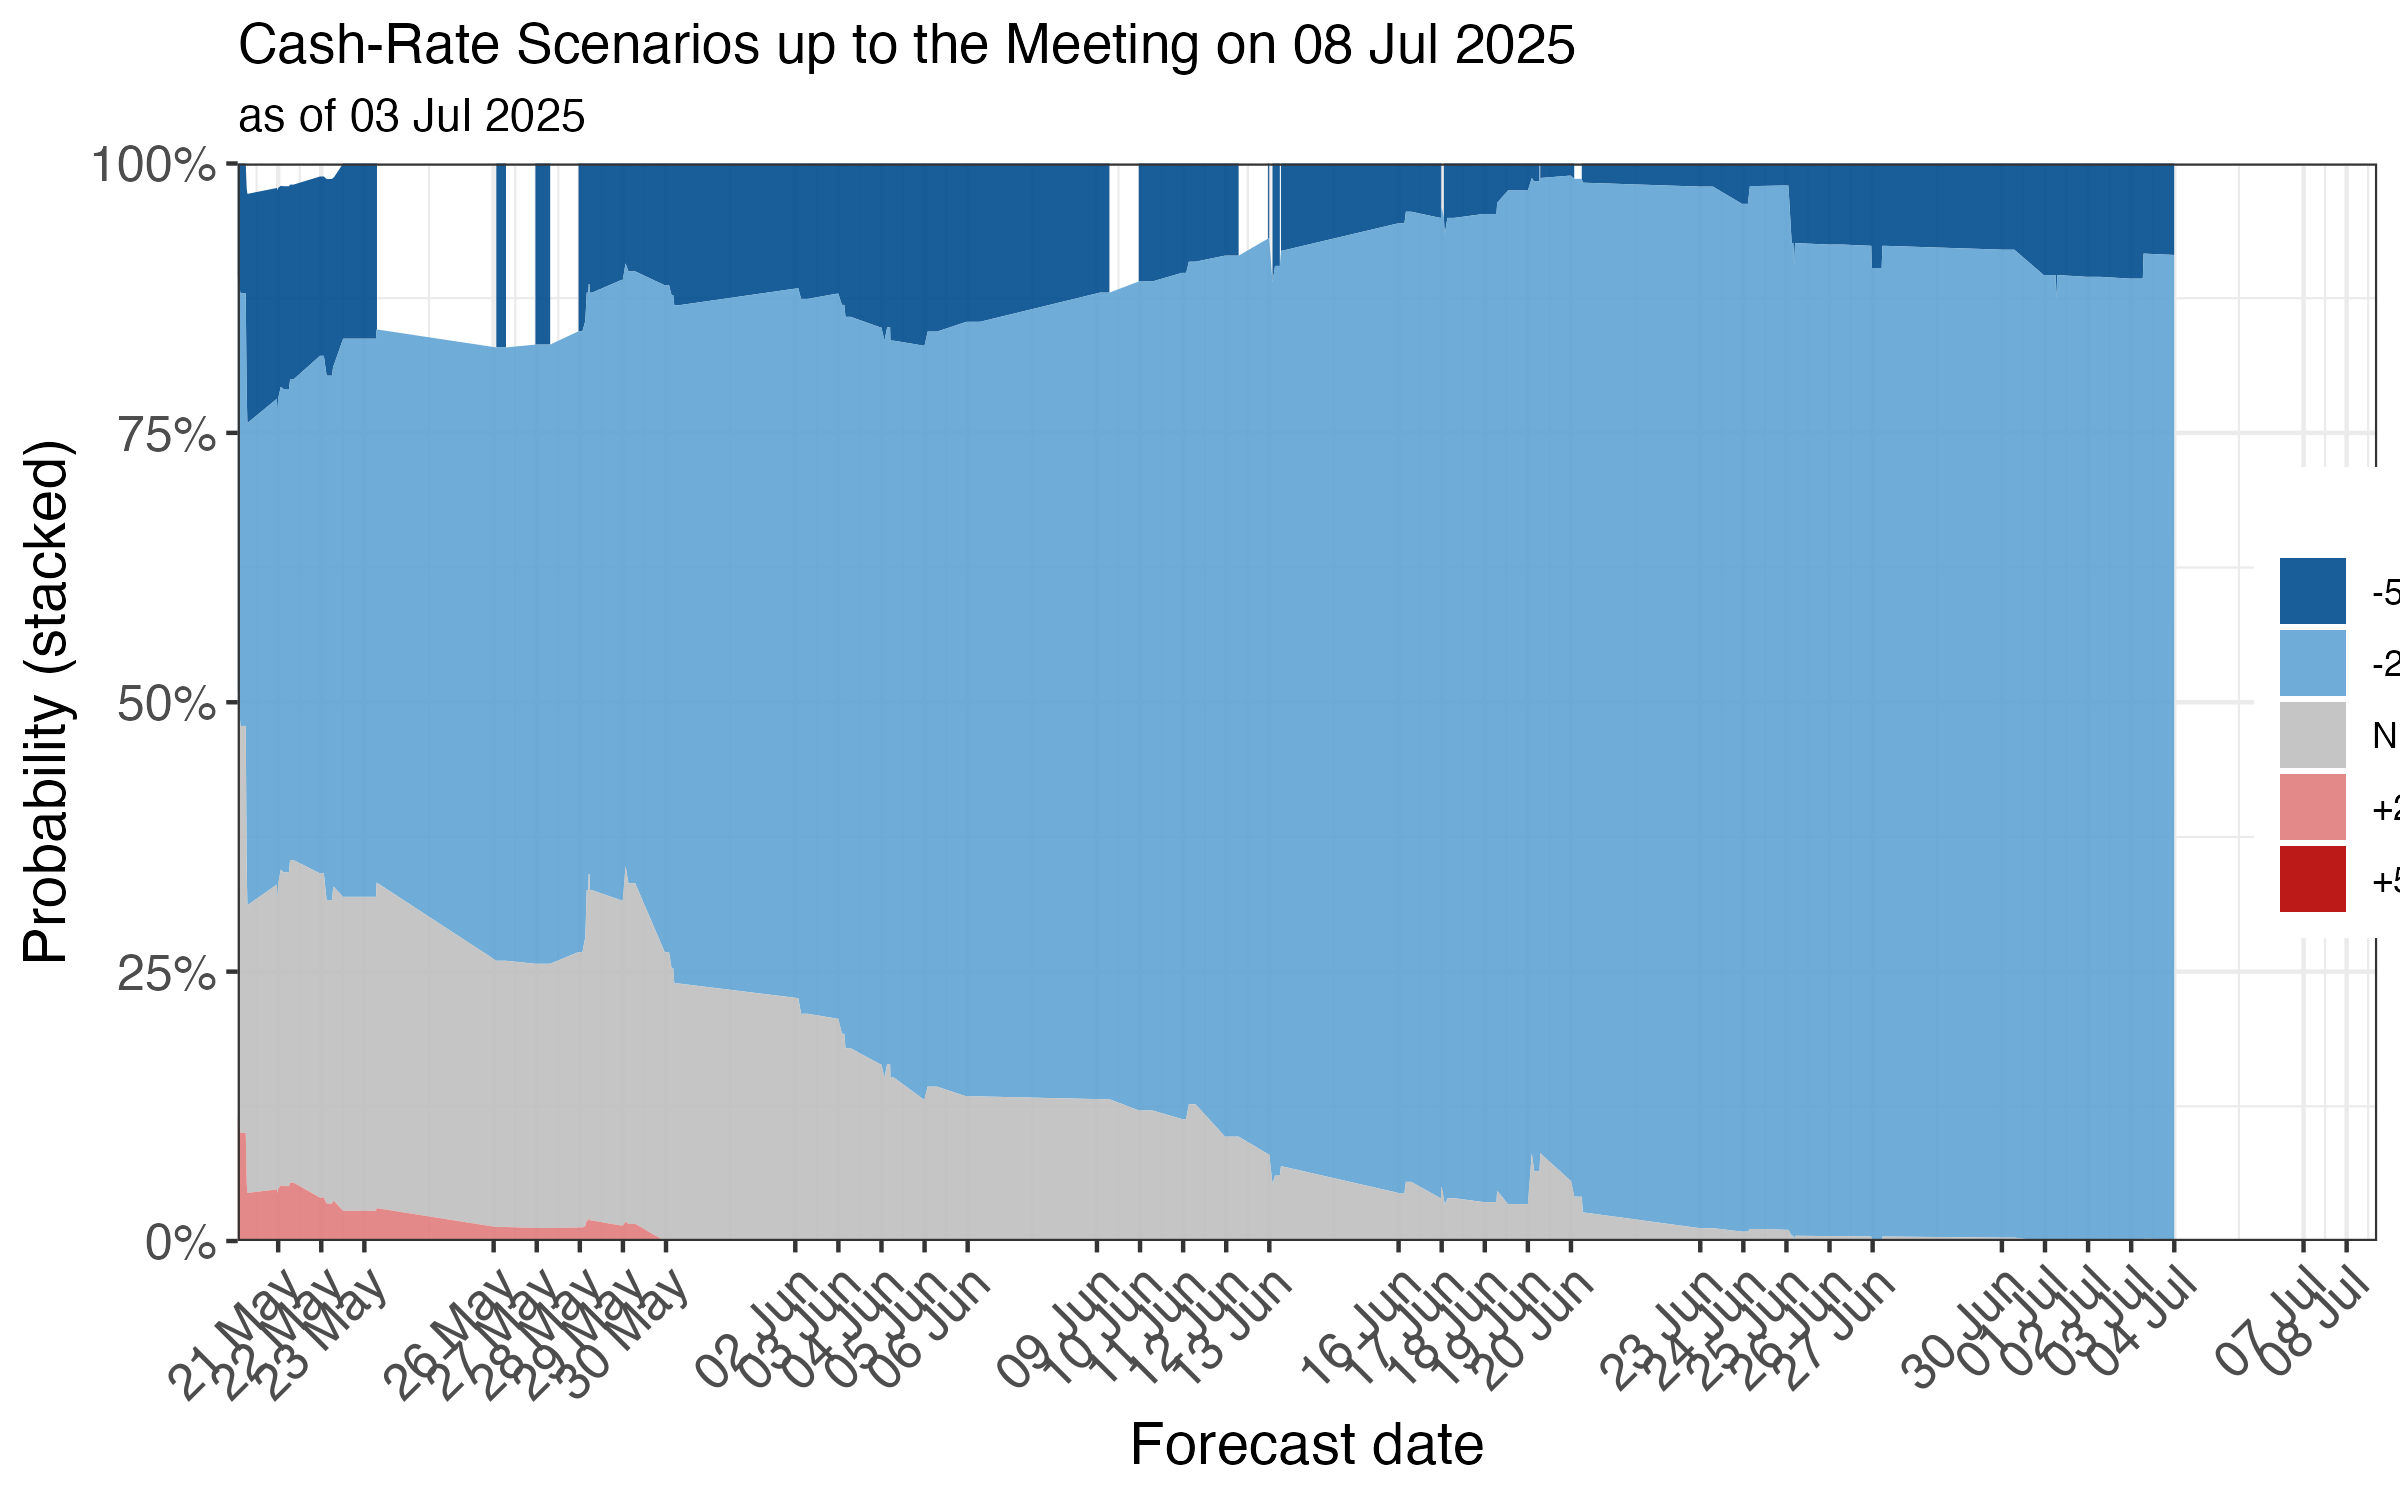 Cash-Rate Scenarios up to the Meeting on 08 Jul 2025
as of 03 Jul 2025
100%
75%
50%
25%
0%
Probability (stacked)
-5
-2
N
+2
+5
21 May
22 May
23 May
26 May
27 May
28 May
29 May
30 May
02 Jun
03 Jun
04 Jun
05 Jun
06 Jun
09 Jun
10 Jun
11 Jun
12 Jun
13 Jun
16 Jun
17 Jun
18 Jun
19 Jun
20 Jun
23 Jun
24 Jun
25 Jun
26 Jun
27 Jun
30 Jun
01 Jul
02 Jul
03 Jul
04 Jul
07 Jul
08 Jul
Forecast date